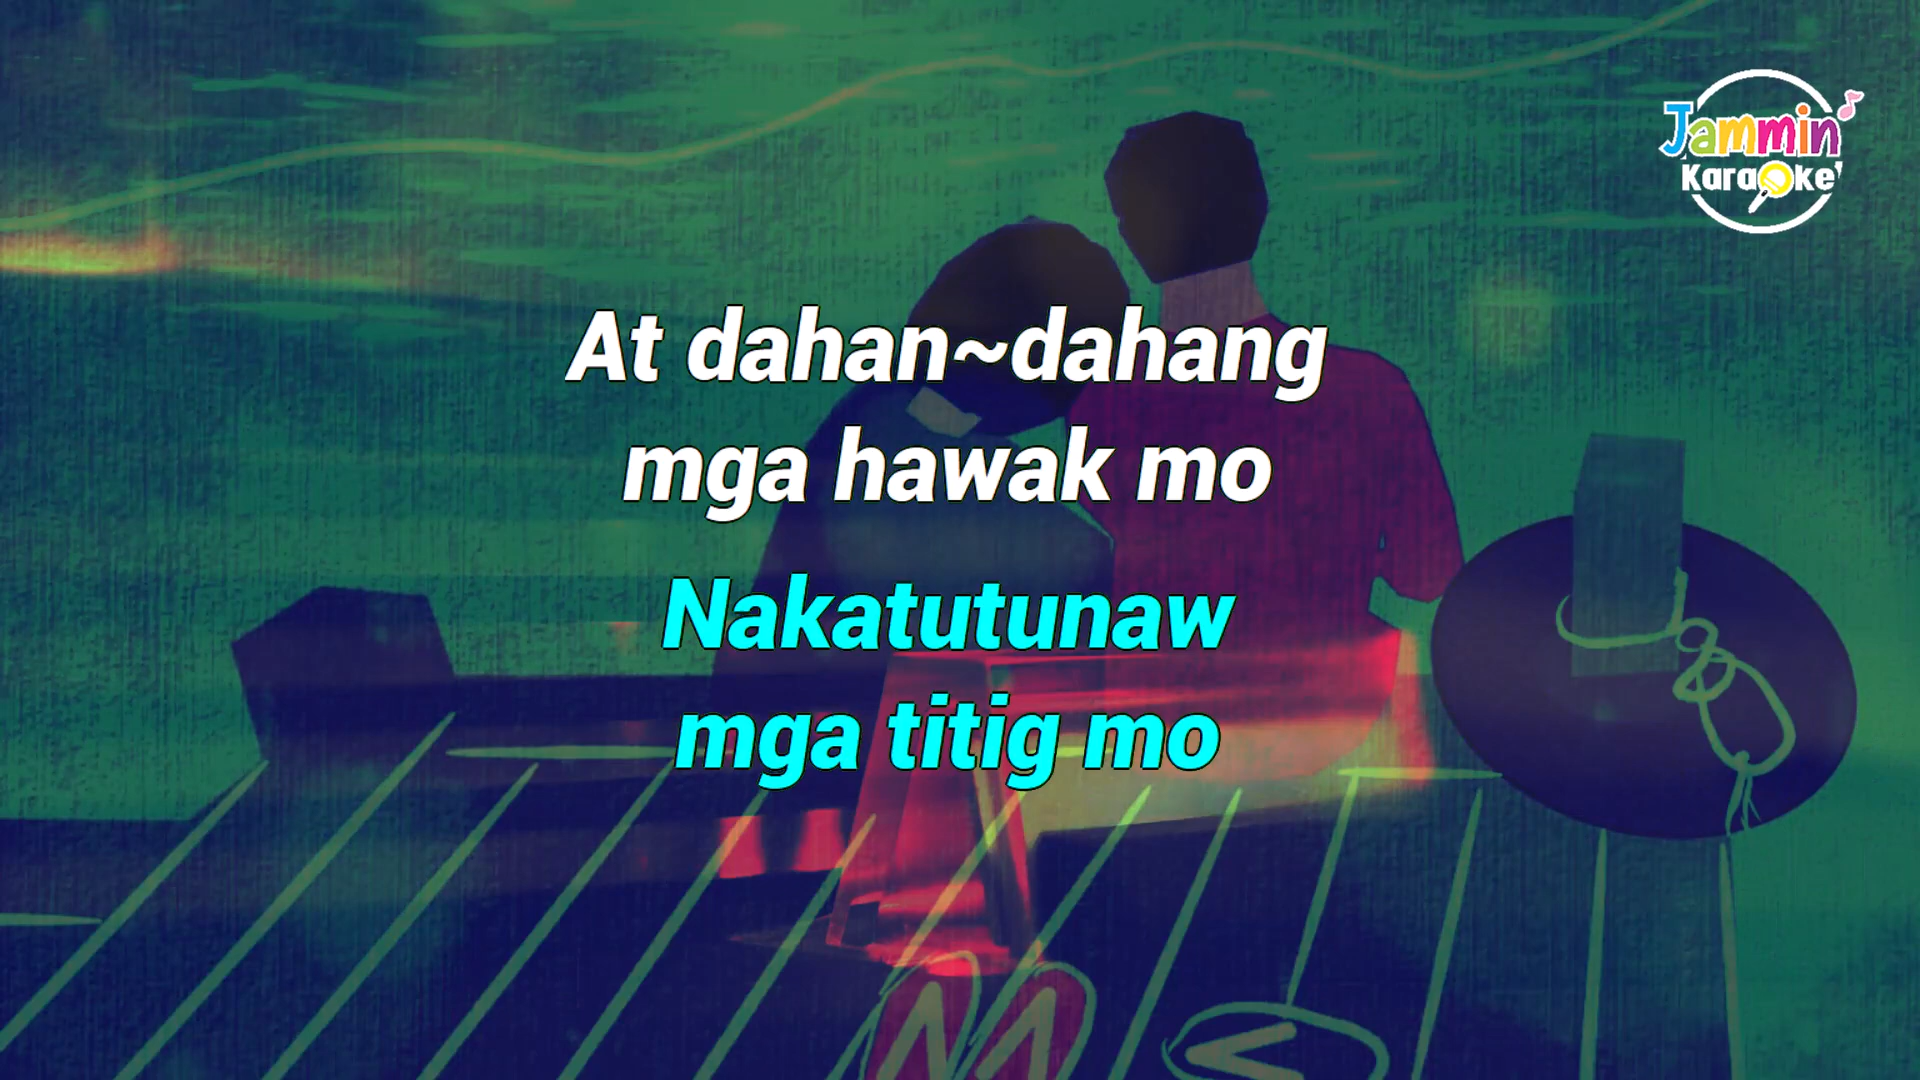 Jammin'
Karaoke'
At dahan~dahang
mga hawak mo
Nakatutunaw
mga titig mo